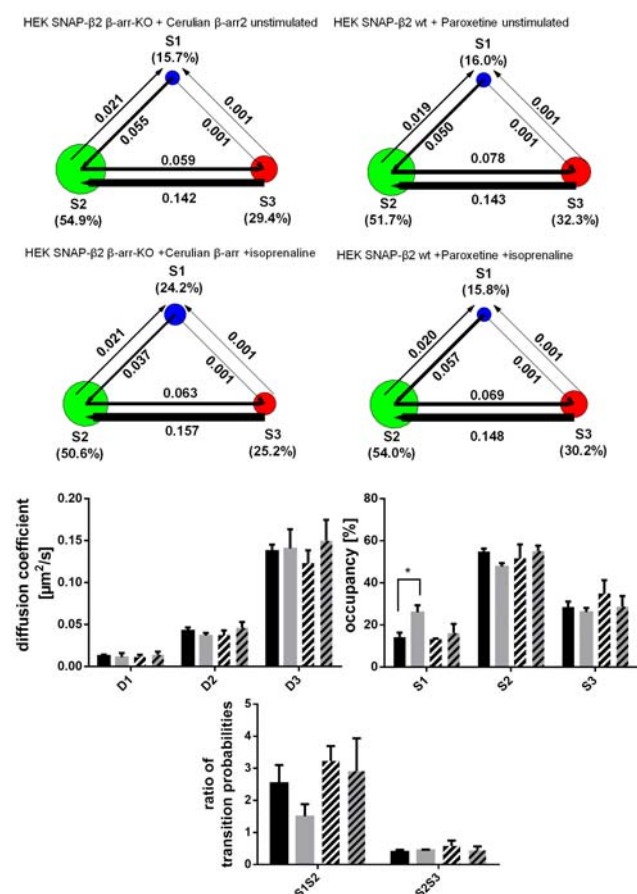 HEK SNAP-β2 β-arr-KO + Cerulian β-arr2 unstimulated
S1
(15.7%)
0.021
0.055
0.001
0.001
0.059
0.142
S2
(54.9%)
S3
(29.4%)
HEK SNAP-β2 wt + Paroxetine unstimulated
S1
(16.0%)
0.019
0.050
0.001
0.001
0.078
0.143
S2
(51.7%)
S3
(32.3%)
HEK SNAP-β2 β-arr-KO +Cerulian β-arr +isoprenaline
S1
(24.2%)
0.021
0.037
0.001
0.001
0.063
0.157
S2
(50.6%)
S3
(25.2%)
HEK SNAP-β2 wt +Paroxetine +isoprenaline
S1
(15.8%)
0.020
0.057
0.001
0.001
0.069
0.148
S2
(54.0%)
S3
(30.2%)
diffusion coefficient
[µm²/s]
0.20
0.15
0.10
0.05
0.00
D1
D2
D3
occupancy [%]
80
60
40
20
0
*
S1
S2
S3
ratio of
transition probabilities
5
4
3
2
1
0
S1S2
S2S3